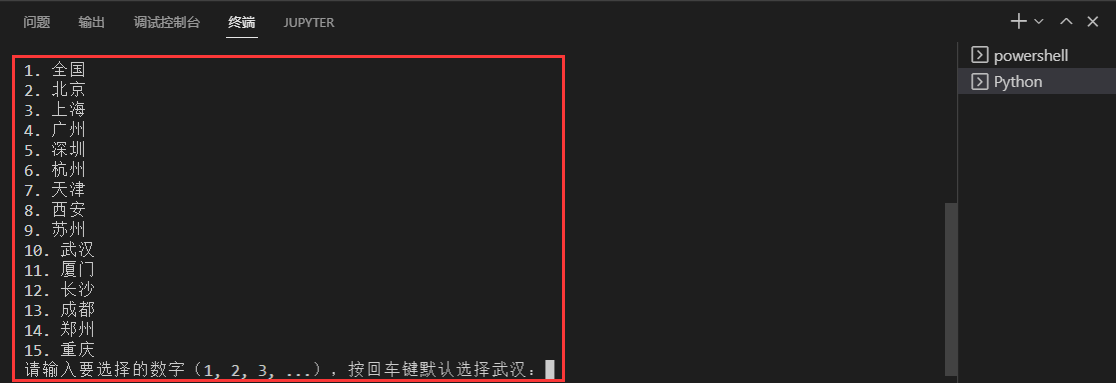 问题 输出 调试控制台 终端 JUPYTER
1. 全国
2. 北京
3. 上海
4. 广州
5. 深圳
6. 杭州
7. 天津
8. 西安
9. 苏州
10. 武汉
11. 厦门
12. 长沙
13. 成都
14. 郑州
15. 重庆
请输入要选择的数字（1, 2, 3, ...），按回车键默认选择武汉：
powershell
Python